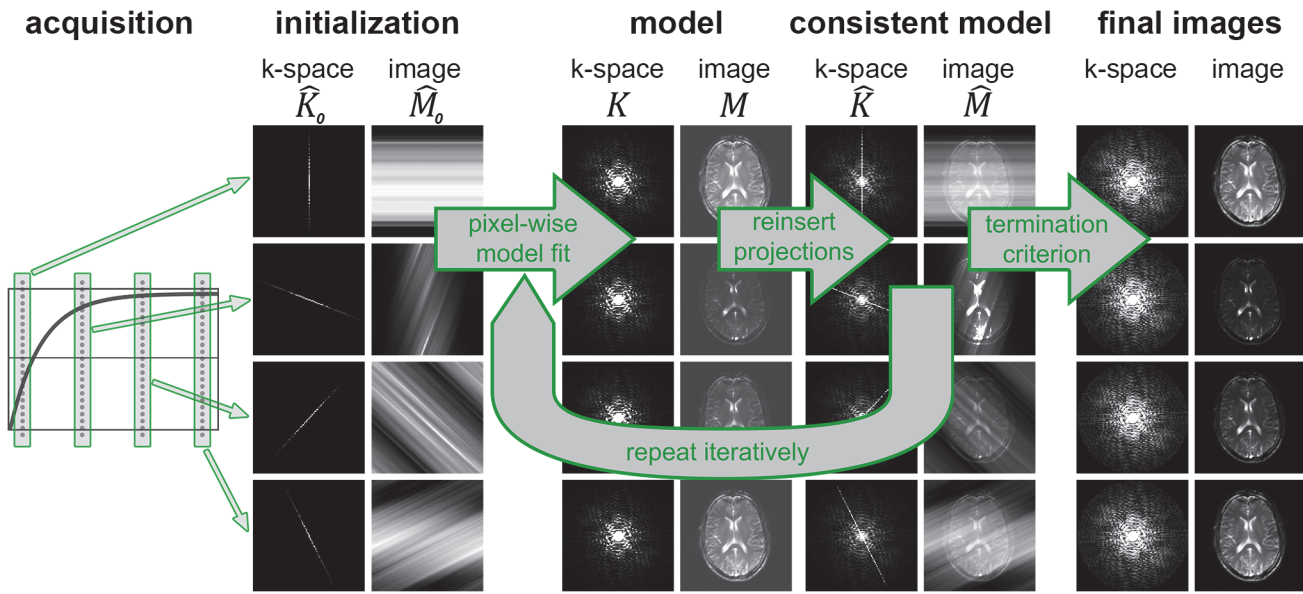 acquisition initialization model consistent model final images
k-space image k-space image k-space image k-space image
K̂₀ M̂₀ K M K̂ M̂
pixel-wise
model fit
reinsert
projections
termination
criterion
repeat iteratively